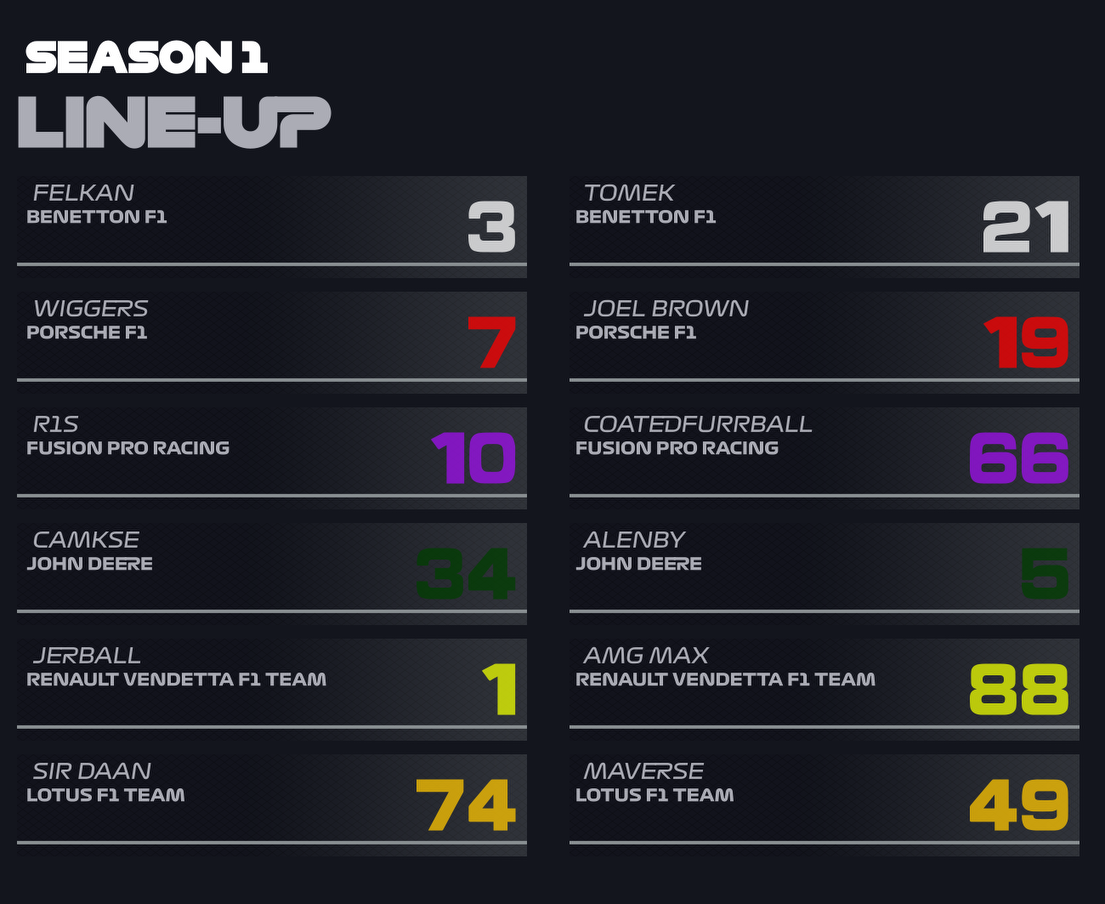 SEASON 1
LINE-UP
FELKAN
BENETTON F1
3
TOMEK
BENETTON F1
21
WIGGERS
PORSCHE F1
7
JOEL BROWN
PORSCHE F1
19
R1S
FUSION PRO RACING
10
COATEDFURRBALL
FUSION PRO RACING
66
CAMKSE
JOHN DEERE
34
ALENBY
JOHN DEERE
5
JERBALL
RENAULT VENDETTA F1 TEAM
1
AMG MAX
RENAULT VENDETTA F1 TEAM
88
SIR DAAN
LOTUS F1 TEAM
74
MAVERSE
LOTUS F1 TEAM
49